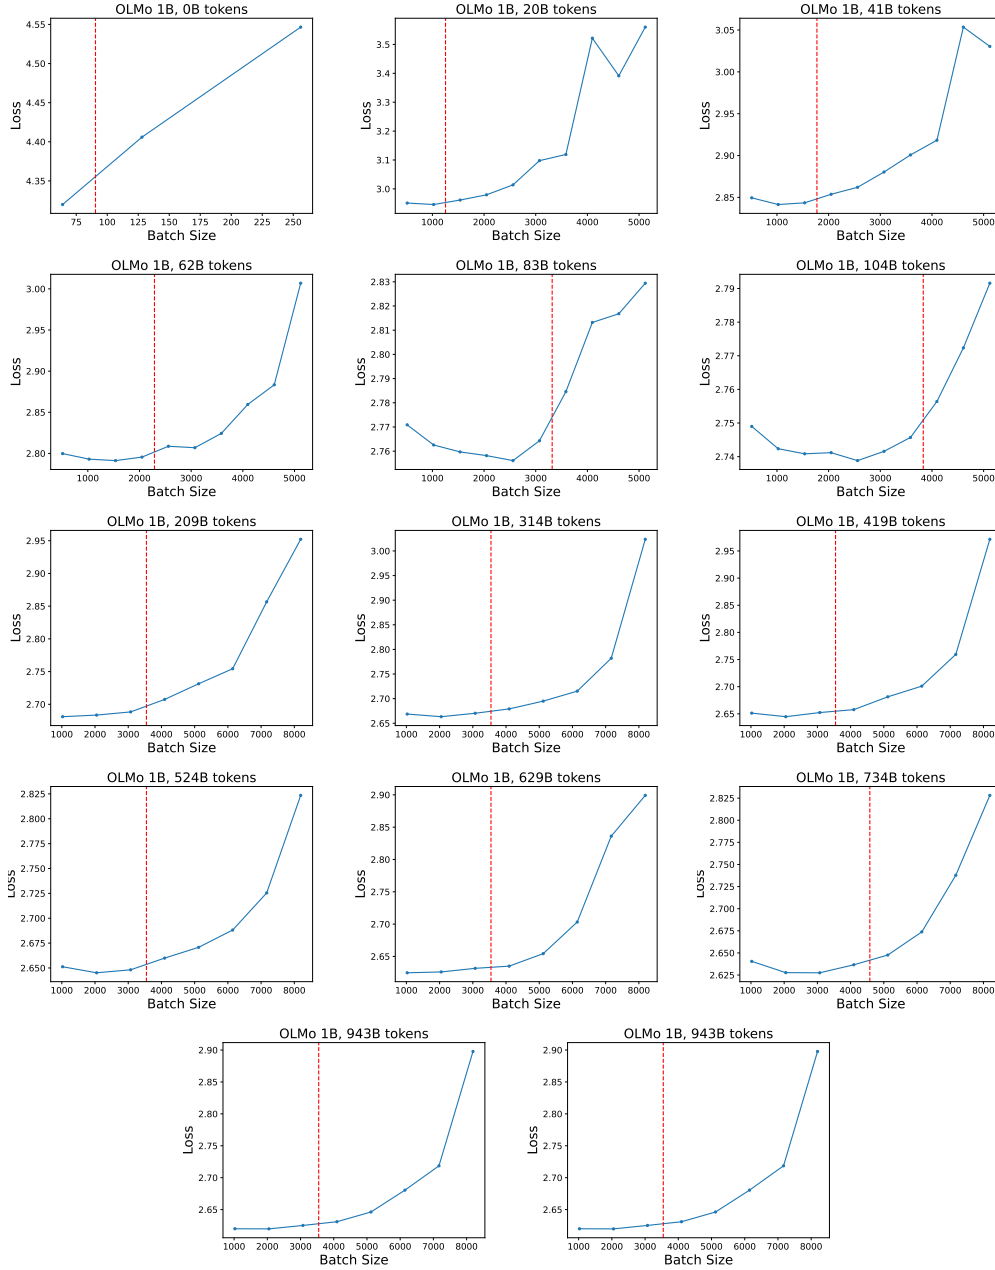 OLMo 1B, 0B tokens
4.55
4.50
4.45
4.40
4.35
Loss
75 100 125 150 175 200 225 250
Batch Size
OLMo 1B, 20B tokens
3.5
3.4
3.3
3.2
3.1
3.0
Loss
1000 2000 3000 4000 5000
Batch Size
OLMo 1B, 41B tokens
3.05
3.00
2.95
2.90
2.85
Loss
1000 2000 3000 4000 5000
Batch Size
OLMo 1B, 62B tokens
3.00
2.95
2.90
2.85
2.80
Loss
1000 2000 3000 4000 5000
Batch Size
OLMo 1B, 83B tokens
2.83
2.82
2.81
2.80
2.79
2.78
2.77
2.76
Loss
1000 2000 3000 4000 5000
Batch Size
OLMo 1B, 104B tokens
2.79
2.78
2.77
2.76
2.75
2.74
Loss
1000 2000 3000 4000 5000
Batch Size
OLMo 1B, 209B tokens
2.95
2.90
2.85
2.80
2.75
2.70
Loss
1000 2000 3000 4000 5000 6000 7000 8000
Batch Size
OLMo 1B, 314B tokens
3.00
2.95
2.90
2.85
2.80
2.75
2.70
2.65
Loss
1000 2000 3000 4000 5000 6000 7000 8000
Batch Size
OLMo 1B, 419B tokens
2.95
2.90
2.85
2.80
2.75
2.70
2.65
Loss
1000 2000 3000 4000 5000 6000 7000 8000
Batch Size
OLMo 1B, 524B tokens
2.825
2.800
2.775
2.750
2.725
2.700
2.675
2.650
Loss
1000 2000 3000 4000 5000 6000 7000 8000
Batch Size
OLMo 1B, 629B tokens
2.90
2.85
2.80
2.75
2.70
2.65
Loss
1000 2000 3000 4000 5000 6000 7000 8000
Batch Size
OLMo 1B, 734B tokens
2.825
2.800
2.775
2.750
2.725
2.700
2.675
2.650
2.625
Loss
1000 2000 3000 4000 5000 6000 7000 8000
Batch Size
OLMo 1B, 943B tokens
2.90
2.85
2.80
2.75
2.70
2.65
Loss
1000 2000 3000 4000 5000 6000 7000 8000
Batch Size
OLMo 1B, 943B tokens
2.90
2.85
2.80
2.75
2.70
2.65
Loss
1000 2000 3000 4000 5000 6000 7000 8000
Batch Size